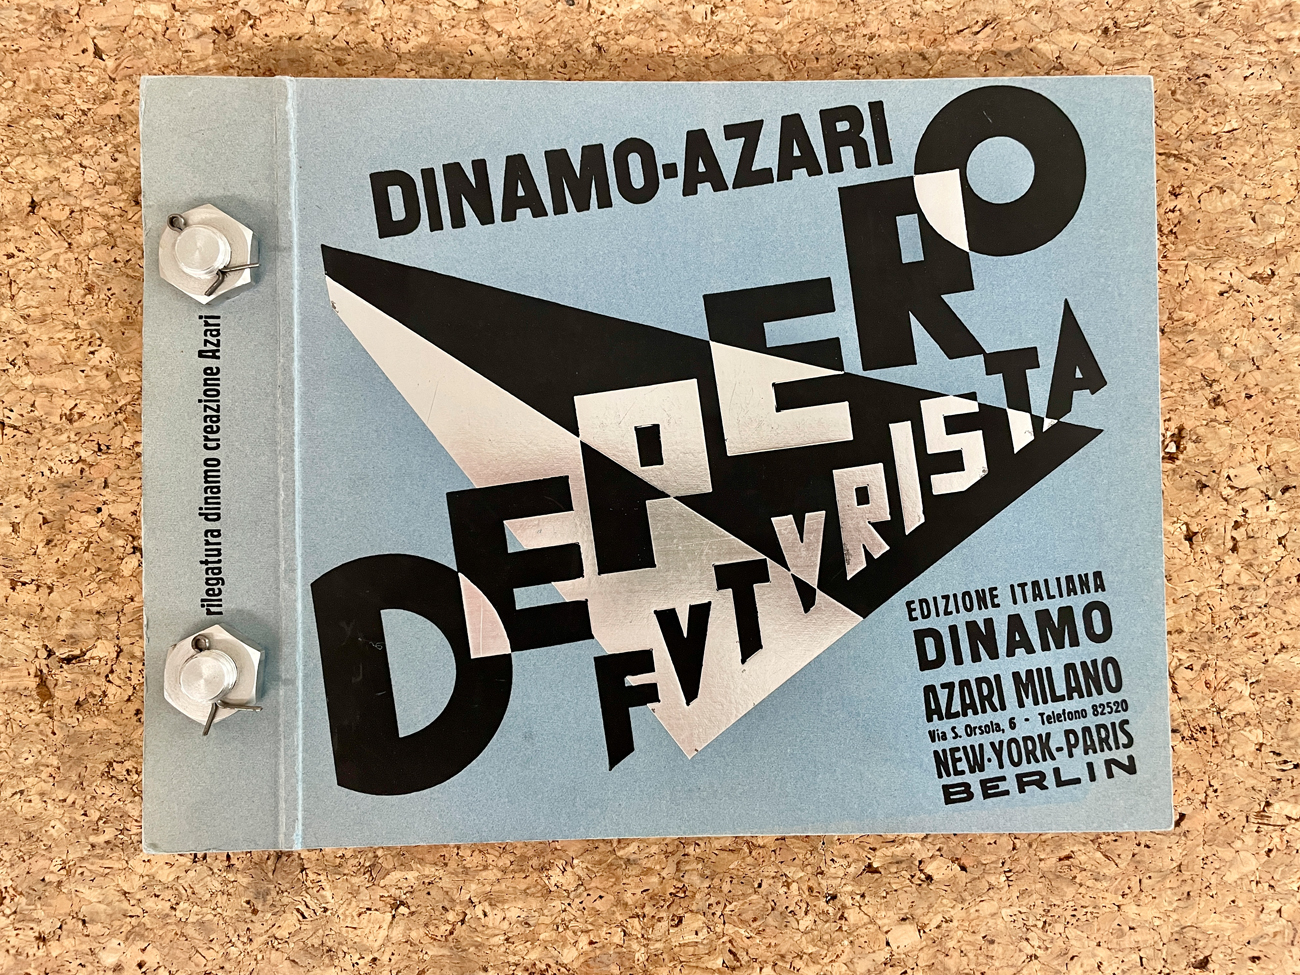 DINAMO-AZARI
DEPERO
FVTVRISTA
rilegatura dinamo creazione Azari
EDIZIONE ITALIANA
DINAMO
AZARI MILANO
Via S. Orsola, 6 - Telefono 82520
NEW-YORK-PARIS
BERLIN